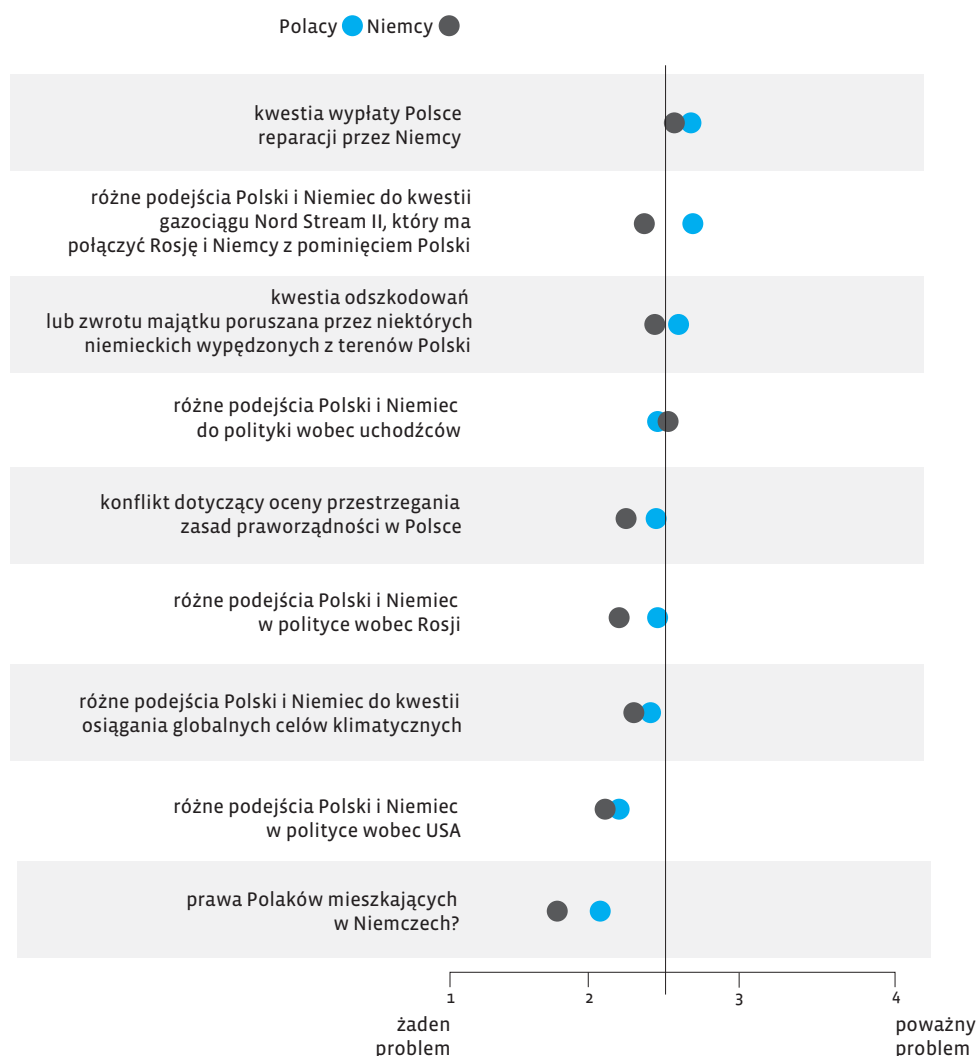 Polacy Niemcy
kwestia wypłaty Polsce
reparacji przez Niemcy
różne podejścia Polski i Niemiec do kwestii
gazociągu Nord Stream II, który ma
połączyć Rosję i Niemcy z pominięciem Polski
kwestia odszkodowań
lub zwrotu majątku poruszana przez niektórych
niemieckich wypędzonych z terenów Polski
różne podejścia Polski i Niemiec
do polityki wobec uchodźców
konflikt dotyczący oceny przestrzegania
zasad praworządności w Polsce
różne podejścia Polski i Niemiec
w polityce wobec Rosji
różne podejścia Polski i Niemiec do kwestii
osiągania globalnych celów klimatycznych
różne podejścia Polski i Niemiec
w polityce wobec USA
prawa Polaków mieszkających
w Niemczech?
1 2 3 4
żaden poważny
problem problem